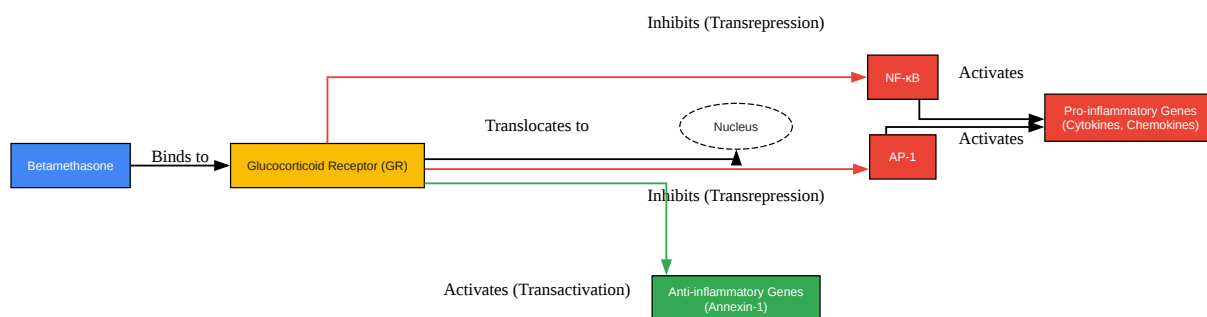 Inhibits (Transrepression)
NF-κB
Activates
Pro-inflammatory Genes
(Cytokines, Chemokines)
Translocates to
Nucleus
Activates
Betamethasone
Binds to
Glucocorticoid Receptor (GR)
AP-1
Inhibits (Transrepression)
Activates (Transactivation)
Anti-inflammatory Genes
(Annexin-1)